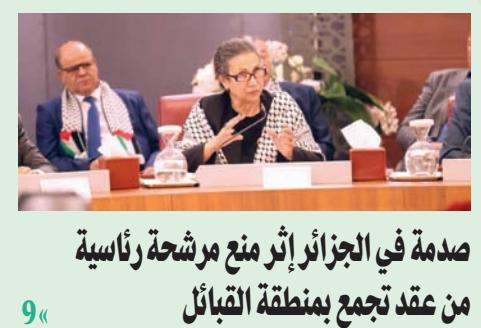 صدمة في الجزائر إثر منع مرشحة رئاسية
من عقد تجمع بمنطقة القبائل
9»